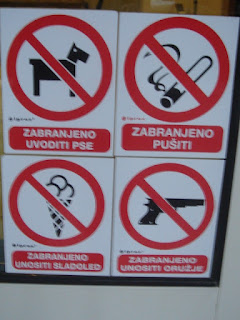 ZABRANJENO
UVODITI PSE
ZABRANJENO
PUŠITI
ZABRANJENO
UNOSITI SLADOLED
ZABRANJENO
UNOSITI ORUŽJE